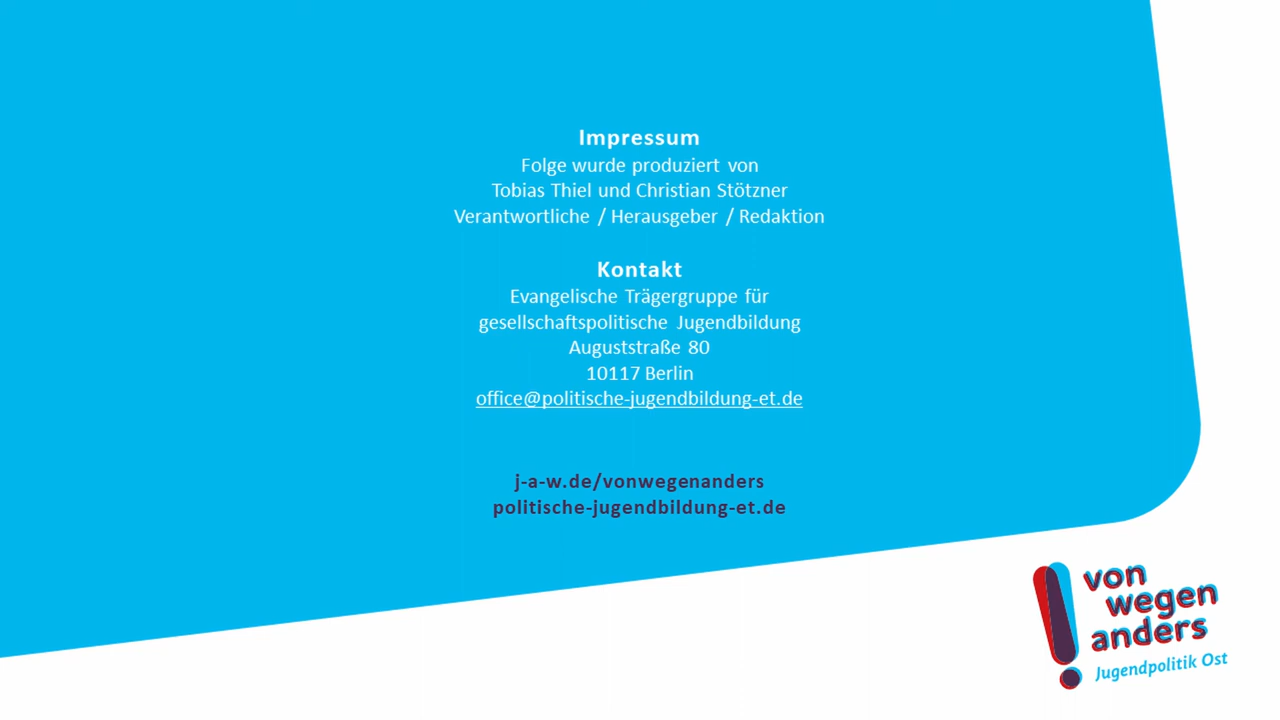 Impressum
Folge wurde produziert von
Tobias Thiel und Christian Stötzner
Verantwortliche / Herausgeber / Redaktion
Kontakt
Evangelische Trägergruppe für
gesellschaftspolitische Jugendbildung
Auguststraße 80
10117 Berlin
office@politische-jugendbildung-et.de
j-a-w.de/vonwegenanders
politische-jugendbildung-et.de
von
wegen
anders
Jugendpolitik Ost